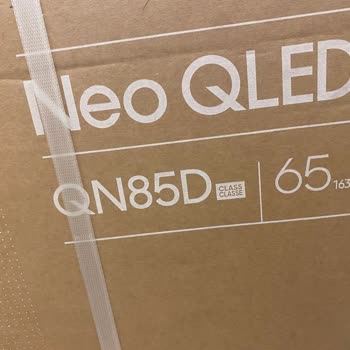 Neo QLED
QN85D CLASS CLASSE 65 163